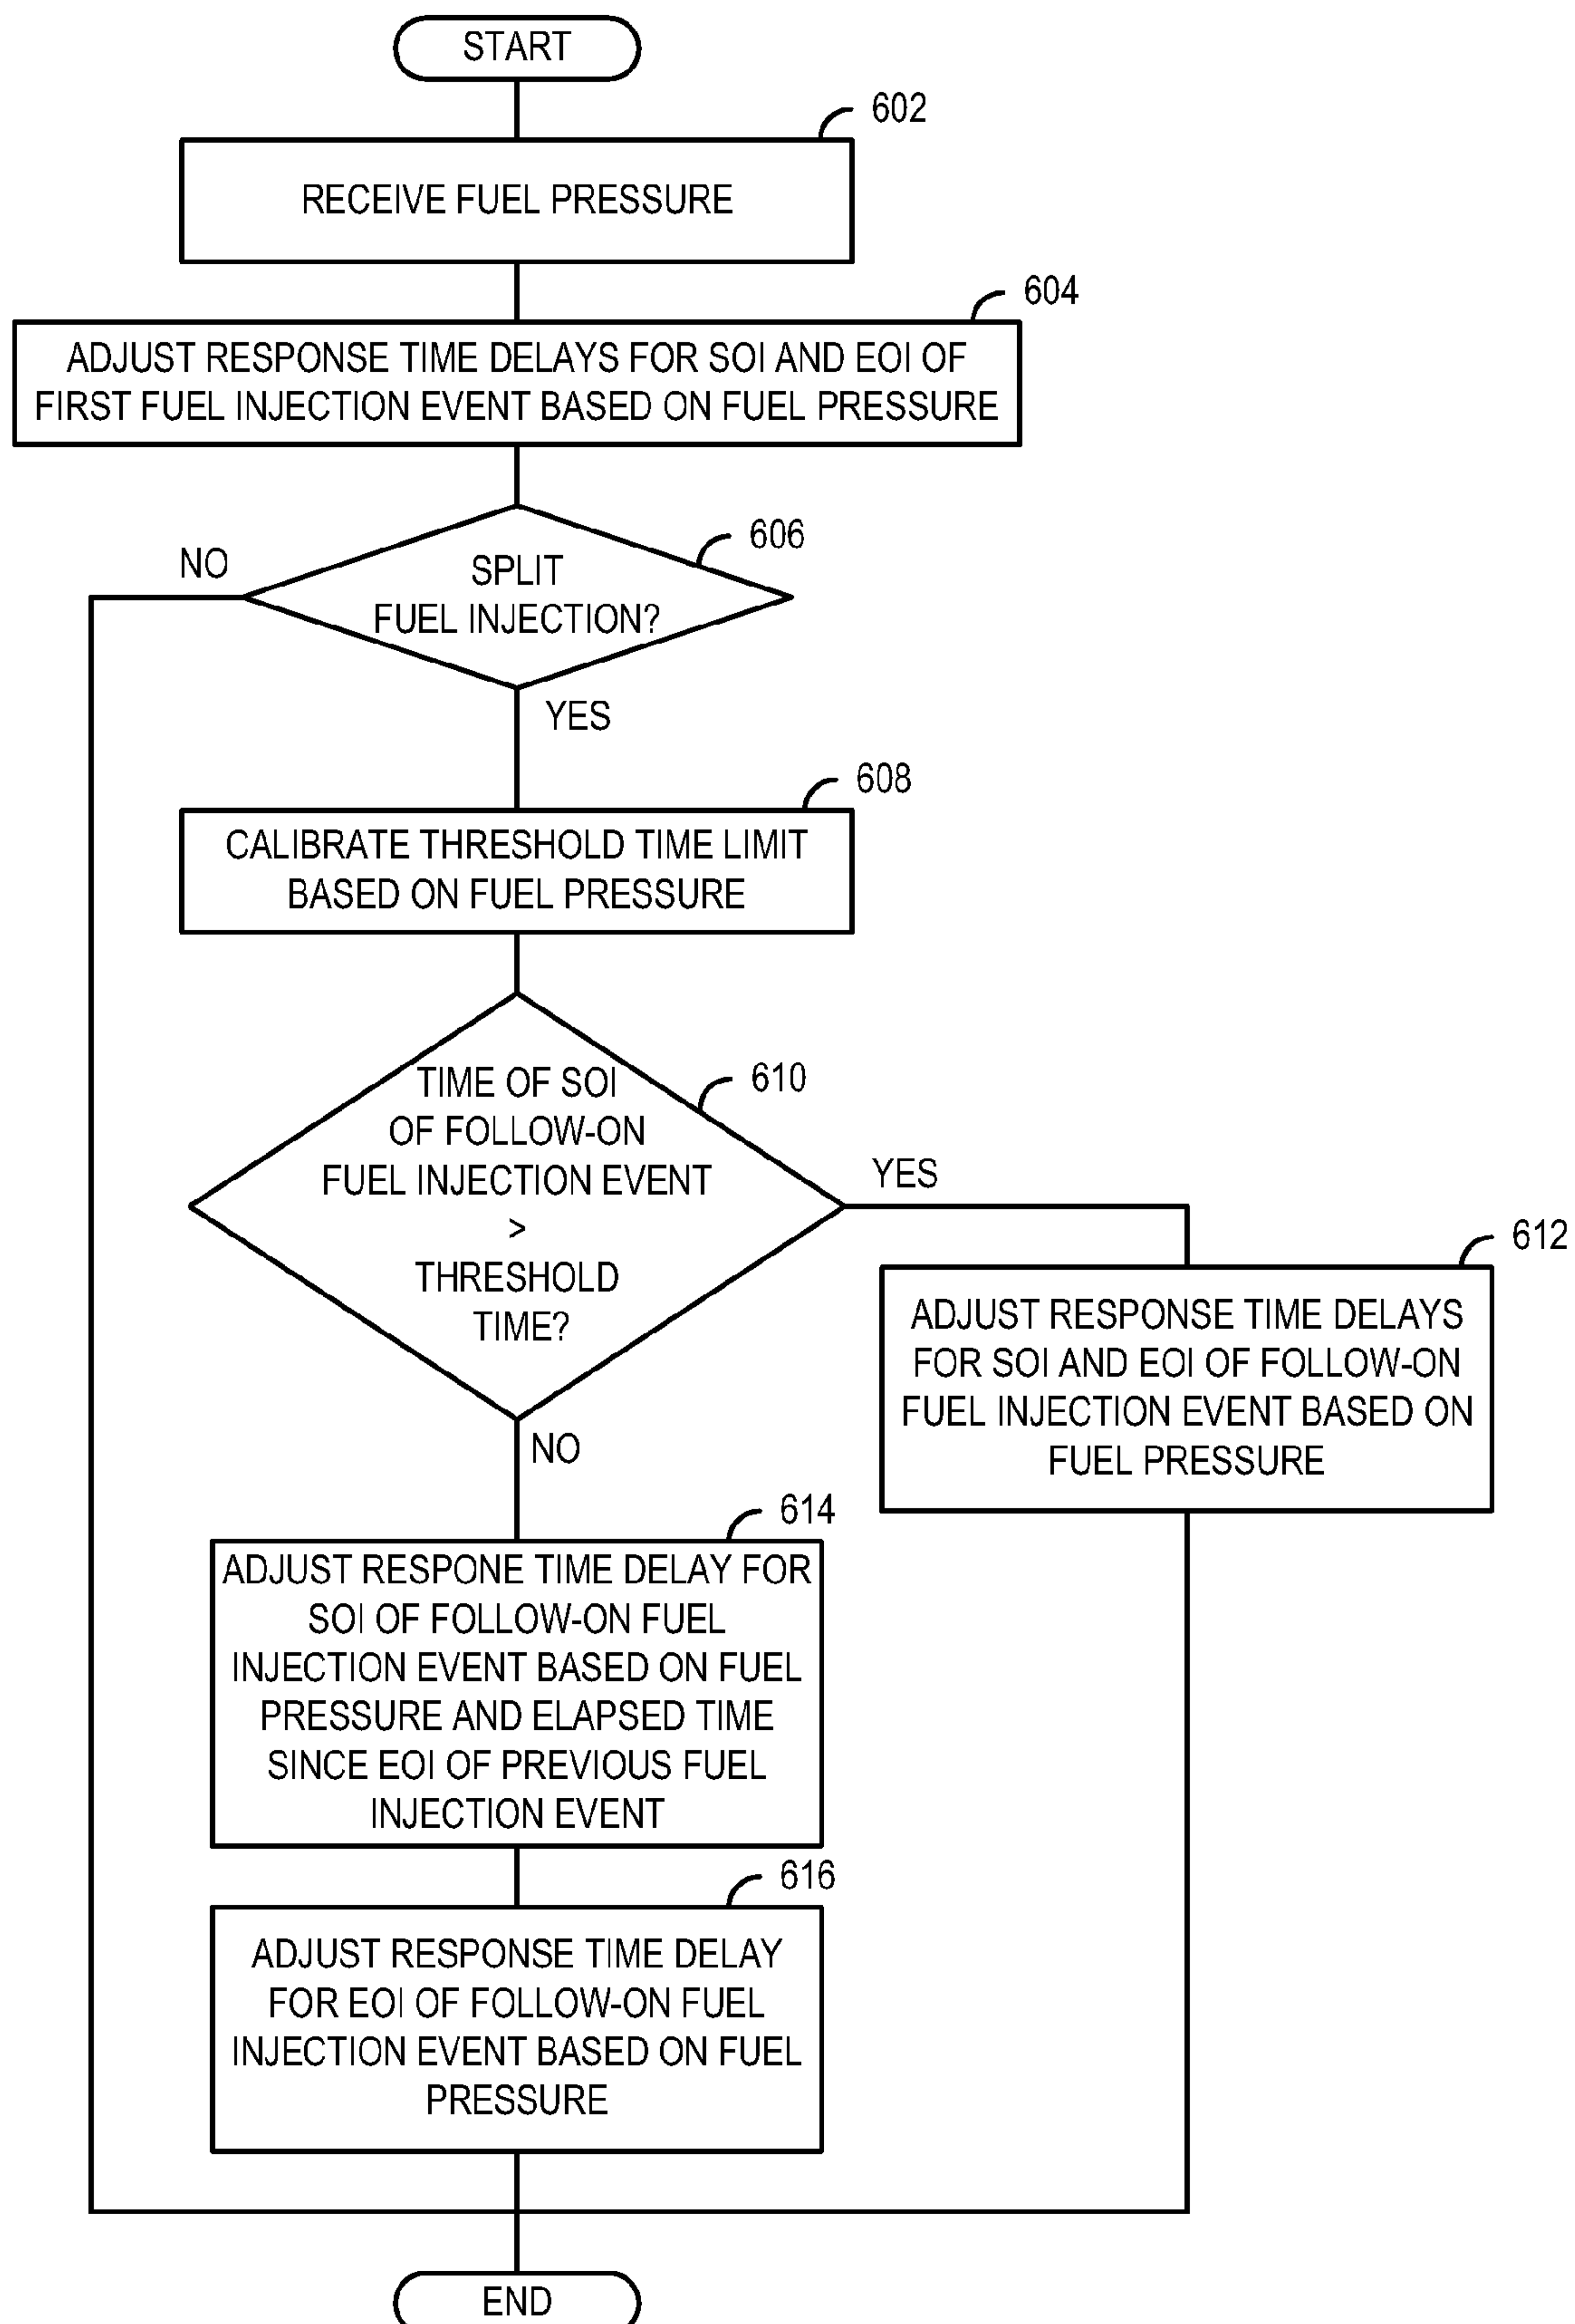 START
602
RECEIVE FUEL PRESSURE
604
ADJUST RESPONSE TIME DELAYS FOR SOI AND EOI OF
FIRST FUEL INJECTION EVENT BASED ON FUEL PRESSURE
606
NO
SPLIT
FUEL INJECTION?
YES
608
CALIBRATE THRESHOLD TIME LIMIT
BASED ON FUEL PRESSURE
610
TIME OF SOI
OF FOLLOW-ON
FUEL INJECTION EVENT
>
THRESHOLD
TIME?
YES
612
ADJUST RESPONSE TIME DELAYS
FOR SOI AND EOI OF FOLLOW-ON
FUEL INJECTION EVENT BASED ON
FUEL PRESSURE
NO
614
ADJUST RESPONE TIME DELAY FOR
SOI OF FOLLOW-ON FUEL
INJECTION EVENT BASED ON FUEL
PRESSURE AND ELAPSED TIME
SINCE EOI OF PREVIOUS FUEL
INJECTION EVENT
616
ADJUST RESPONSE TIME DELAY
FOR EOI OF FOLLOW-ON FUEL
INJECTION EVENT BASED ON FUEL
PRESSURE
END